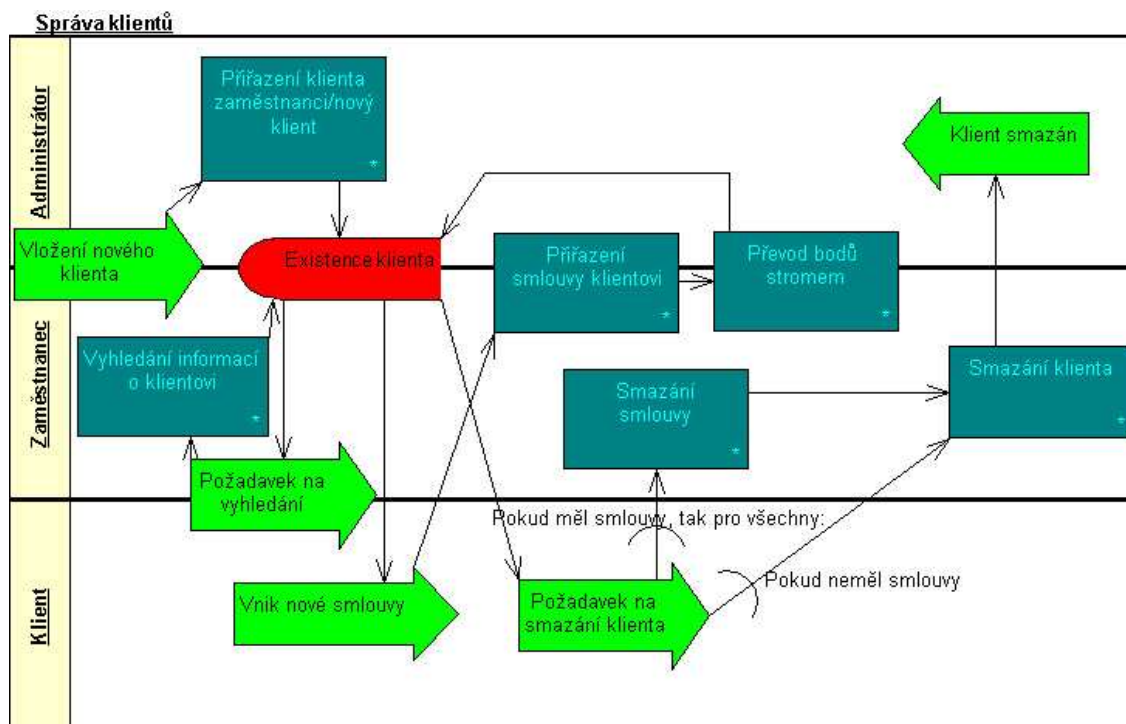 Správa klientů
Administrátor
Přiřazení klienta
zaměstnanci/nový
klient
*
Klient smazán
Vložení nového
klienta
Existence klienta
Přiřazení
smlouvy klientovi
*
Převod bodů
stromem
*
Zaměstnanec
Vyhledání informací
o klientovi
*
Smazání
smlouvy
*
Smazání klienta
*
Požadavek na
vyhledání
Pokud měl smlouvy, tak pro všechny:
Klient
Vnik nové smlouvy
Požadavek na
smazání klienta
Pokud neměl smlouvy